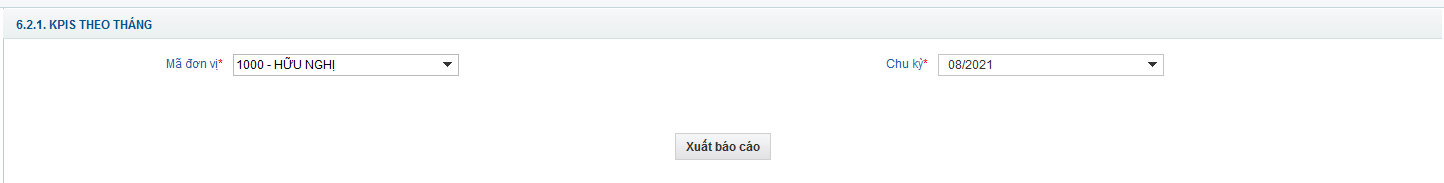 6.2.1. KPIS THEO THÁNG
Mã đơn vị* 1000 - HỮU NGHỊ Chu kỳ* 08/2021
Xuất báo cáo